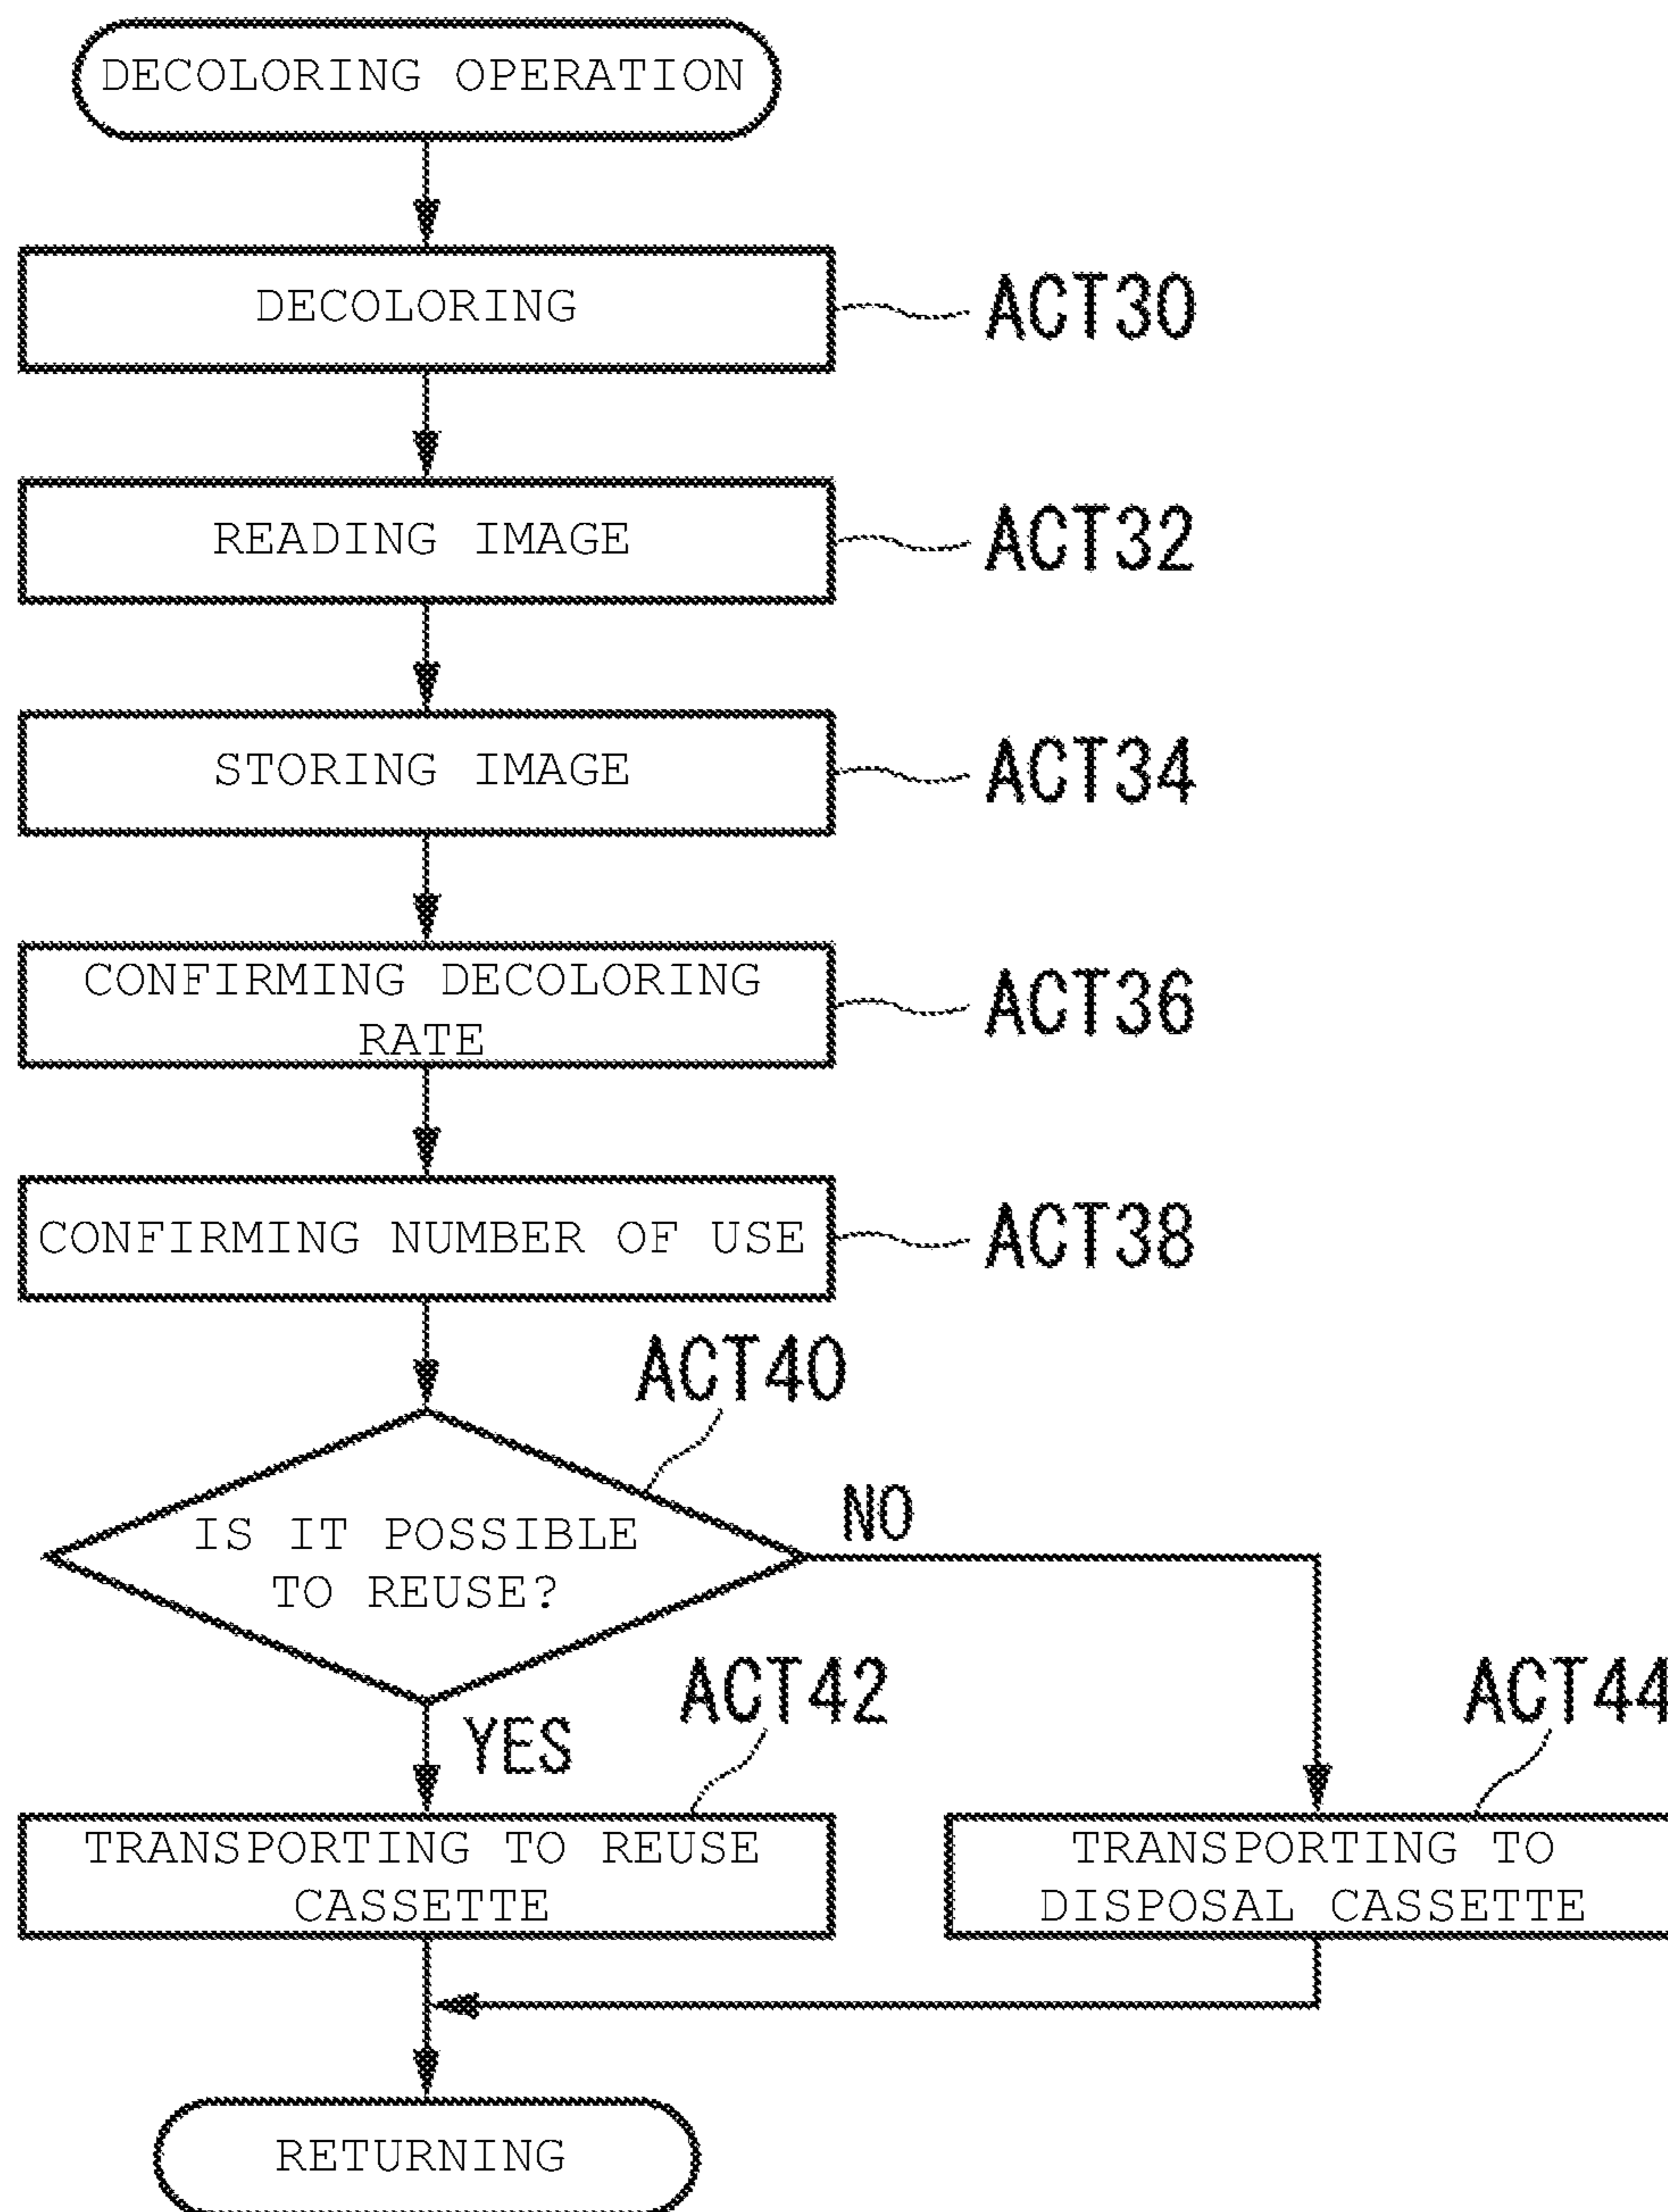 DECOLORING OPERATION
DECOLORING
ACT30
READING IMAGE
ACT32
STORING IMAGE
ACT34
CONFIRMING DECOLORING
RATE
ACT36
CONFIRMING NUMBER OF USE
ACT38
ACT40
IS IT POSSIBLE
TO REUSE?
NO
YES
ACT42
ACT44
TRANSPORTING TO REUSE
CASSETTE
TRANSPORTING TO
DISPOSAL CASSETTE
RETURNING